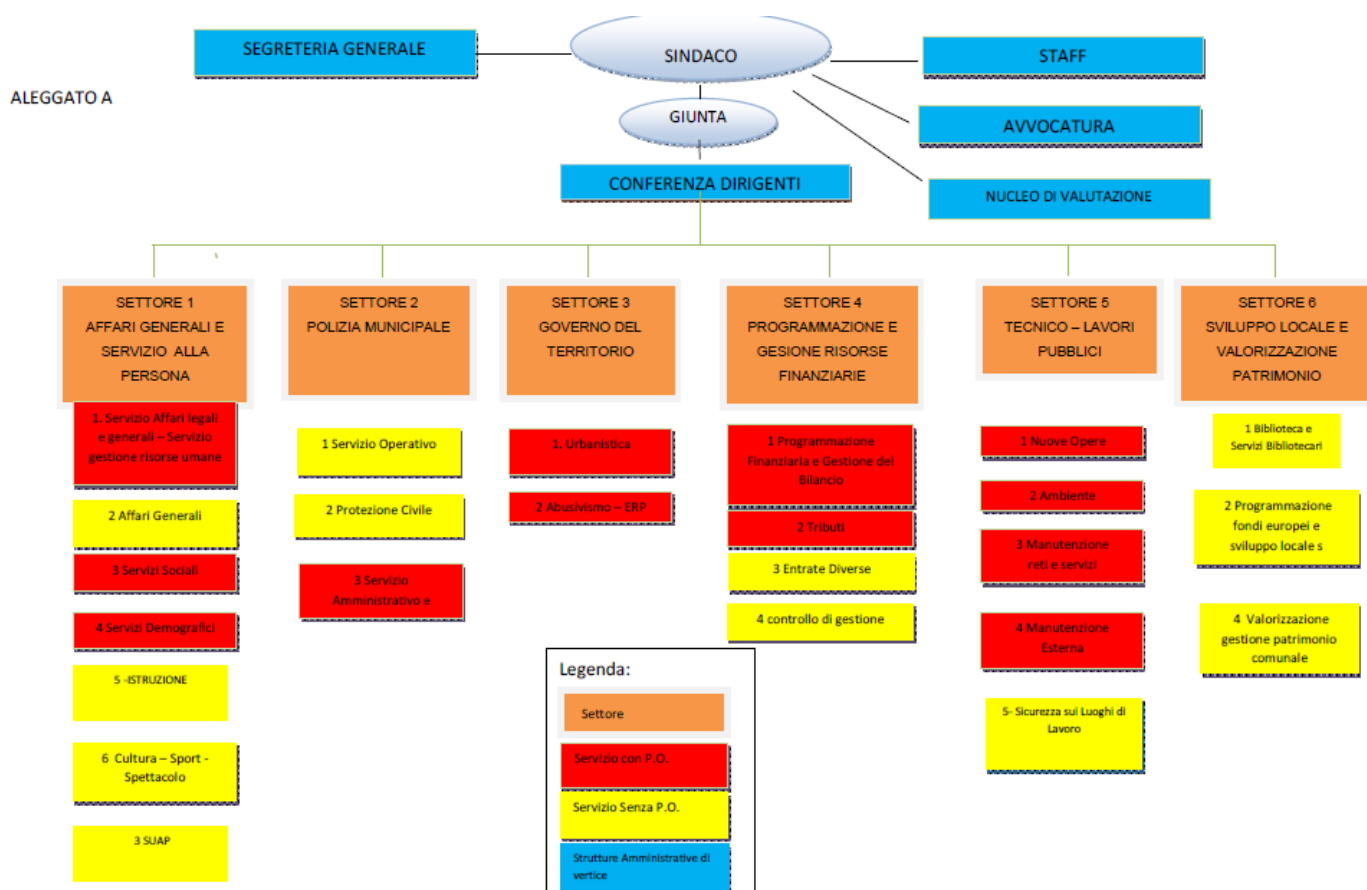 SEGRETERIA GENERALE
SINDACO
STAFF
ALEGGATO A
GIUNTA
AVVOCATURA
CONFERENZA DIRIGENTI
NUCLEO DI VALUTAZIONE
SETTORE 1
AFFARI GENERALI E
SERVIZIO ALLA
PERSONA
1. Servizio Affari legali
e generali – Servizio
gestione risorse umane
2 Affari Generali
3 Servizi Sociali
4 Servizi Demografici
5 -ISTRUZIONE
6 Cultura – Sport -
Spettacolo
3 SUAP
SETTORE 2
POLIZIA MUNICIPALE
1 Servizio Operativo
2 Protezione Civile
3 Servizio
Amministrativo e
SETTORE 3
GOVERNO DEL
TERRITORIO
1. Urbanistica
2 Abusivismo – ERP
SETTORE 4
PROGRAMMAZIONE E
GESIONE RISORSE
FINANZIARIE
1 Programmazione
Finanziaria e Gestione del
Bilancio
2 Tributi
3 Entrate Diverse
4 controllo di gestione
SETTORE 5
TECNICO – LAVORI
PUBBLICI
1 Nuove Opere
2 Ambiente
3 Manutenzione
reti e servizi
4 Manutenzione
Esterna
5- Sicurezza sui Luoghi di
Lavoro
SETTORE 6
SVILUPPO LOCALE E
VALORIZZAZIONE
PATRIMONIO
1 Biblioteca e
Servizi Bibliotecari
2 Programmazione
fondi europei e
sviluppo locale s
4 Valorizzazione
gestione patrimonio
comunale
Legenda:
Settore
Servizio con P.O.
Servizio Senza P.O.
Strutture Amministrative di
vertice